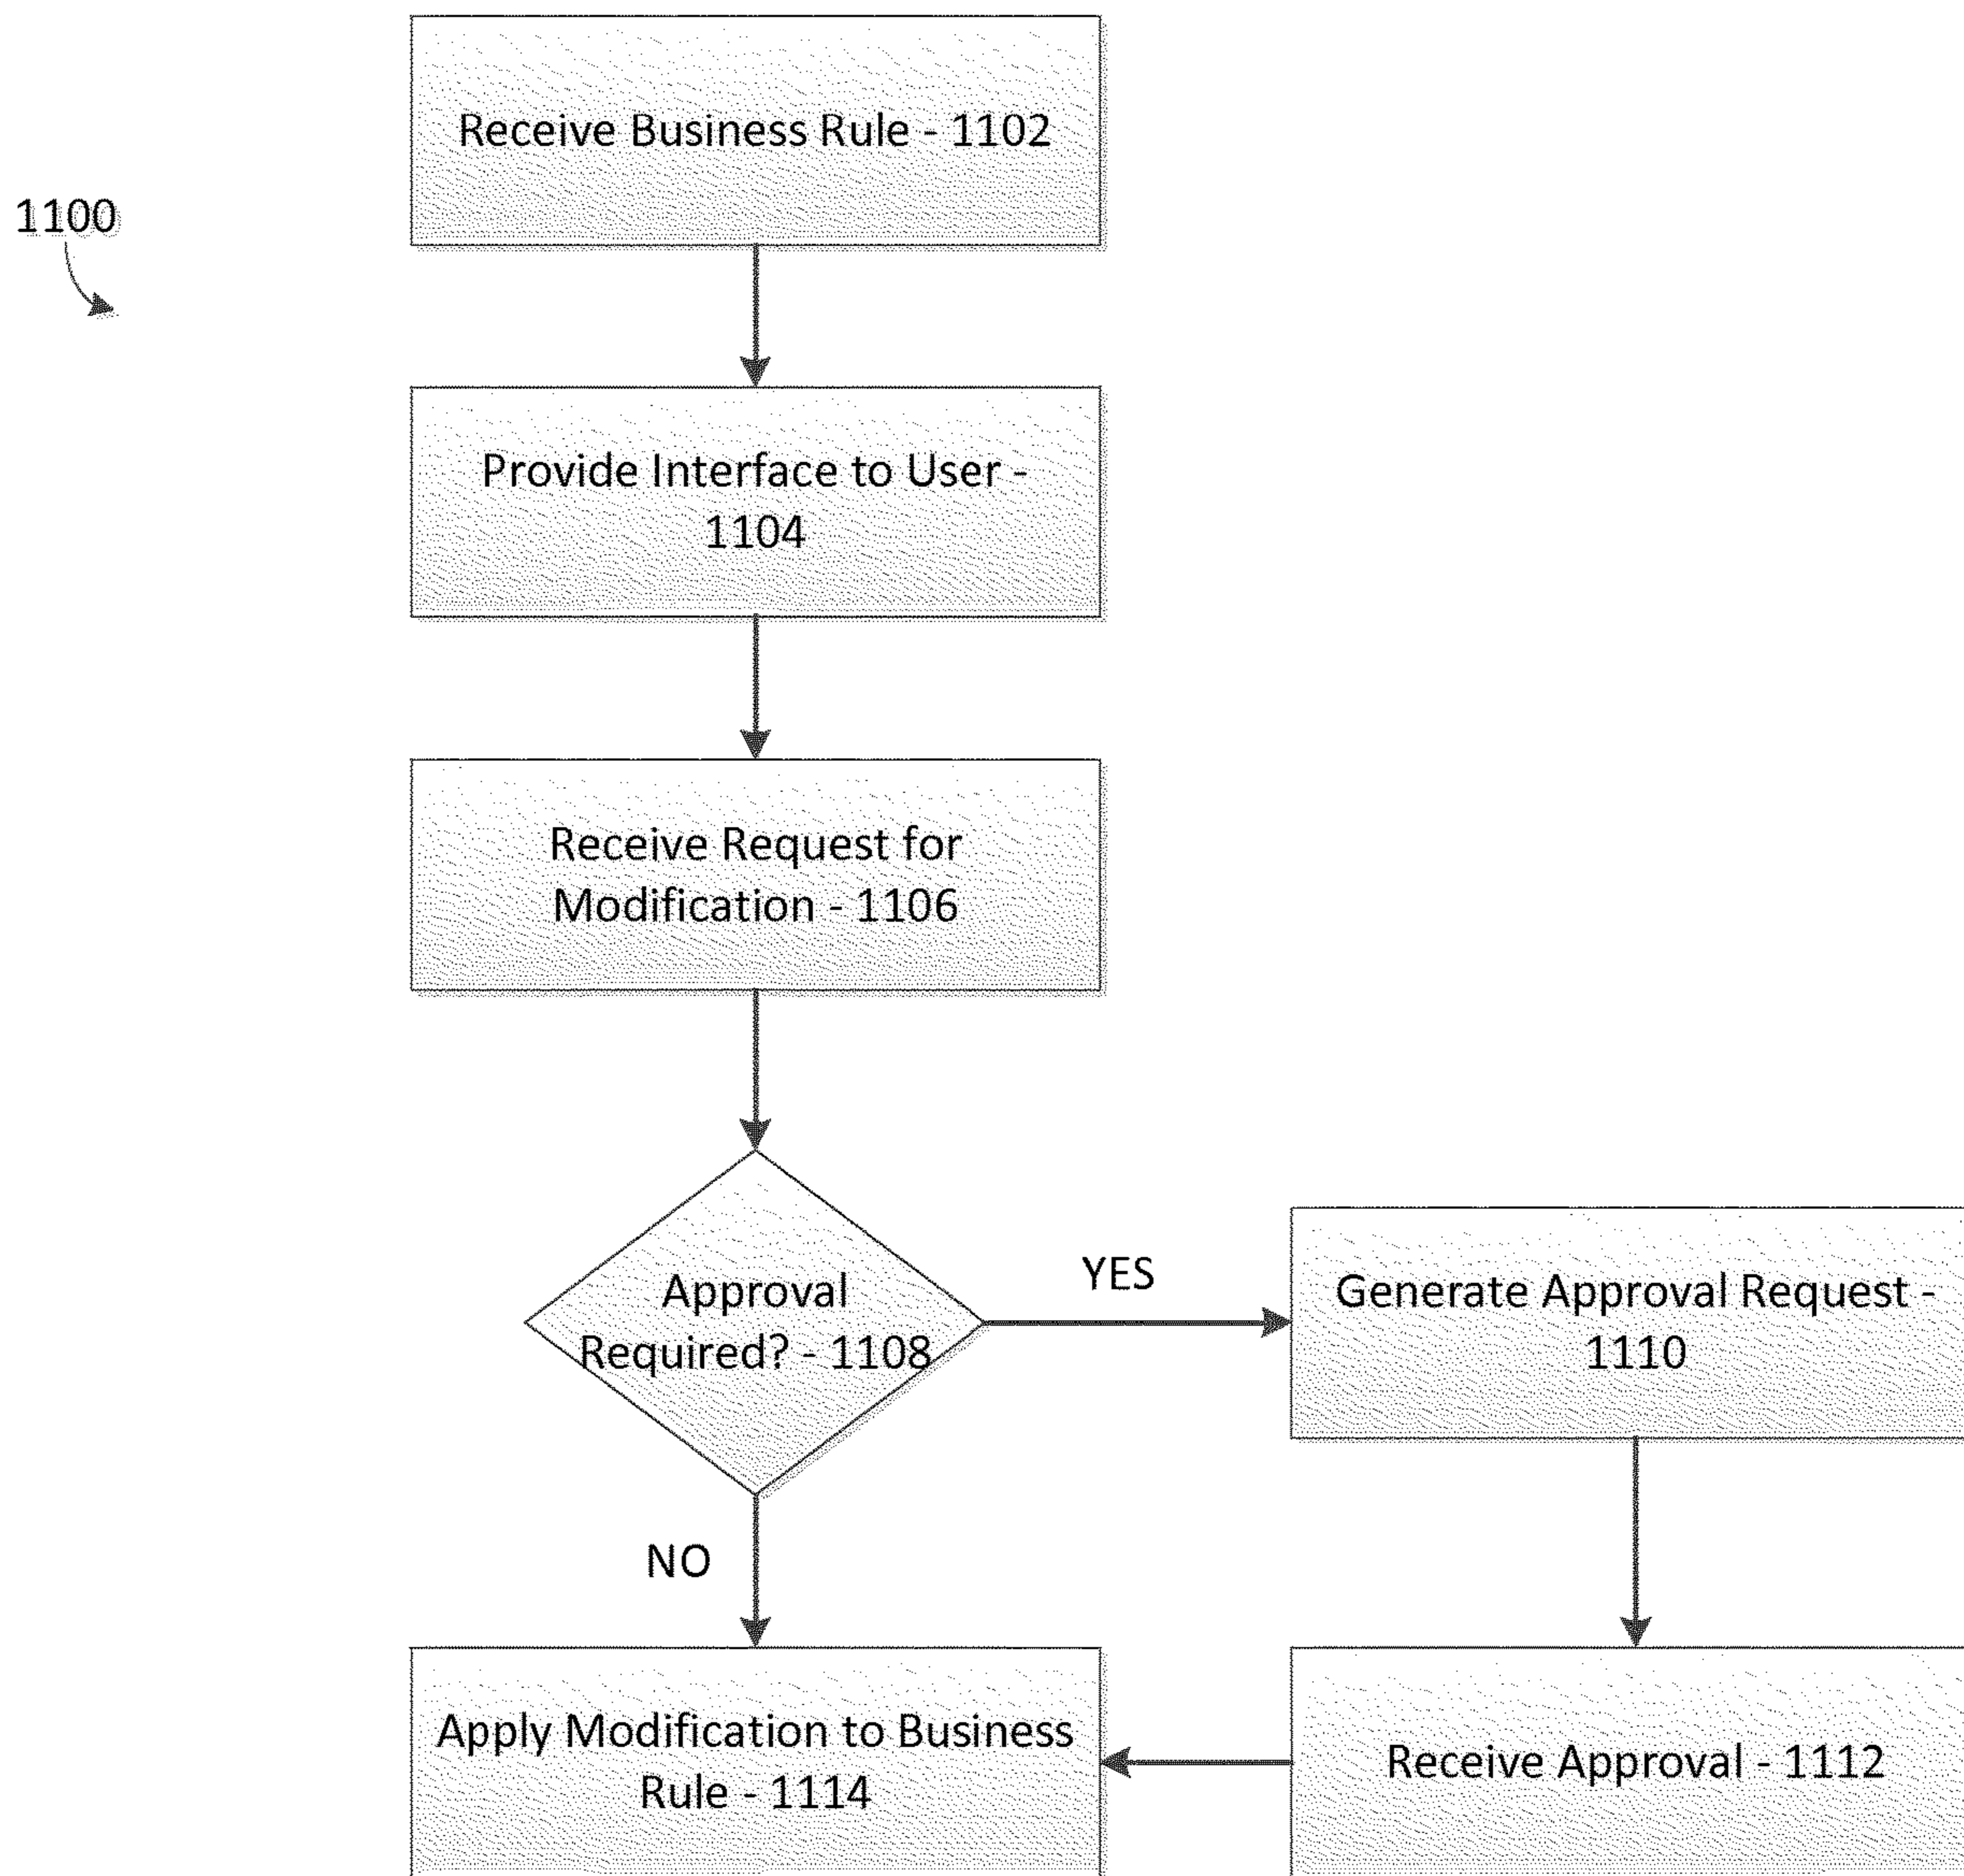 Receive Business Rule - 1102
1100
Provide Interface to User -
1104
Receive Request for
Modification - 1106
Approval
Required? - 1108
YES
Generate Approval Request -
1110
NO
Apply Modification to Business
Rule - 1114
Receive Approval - 1112